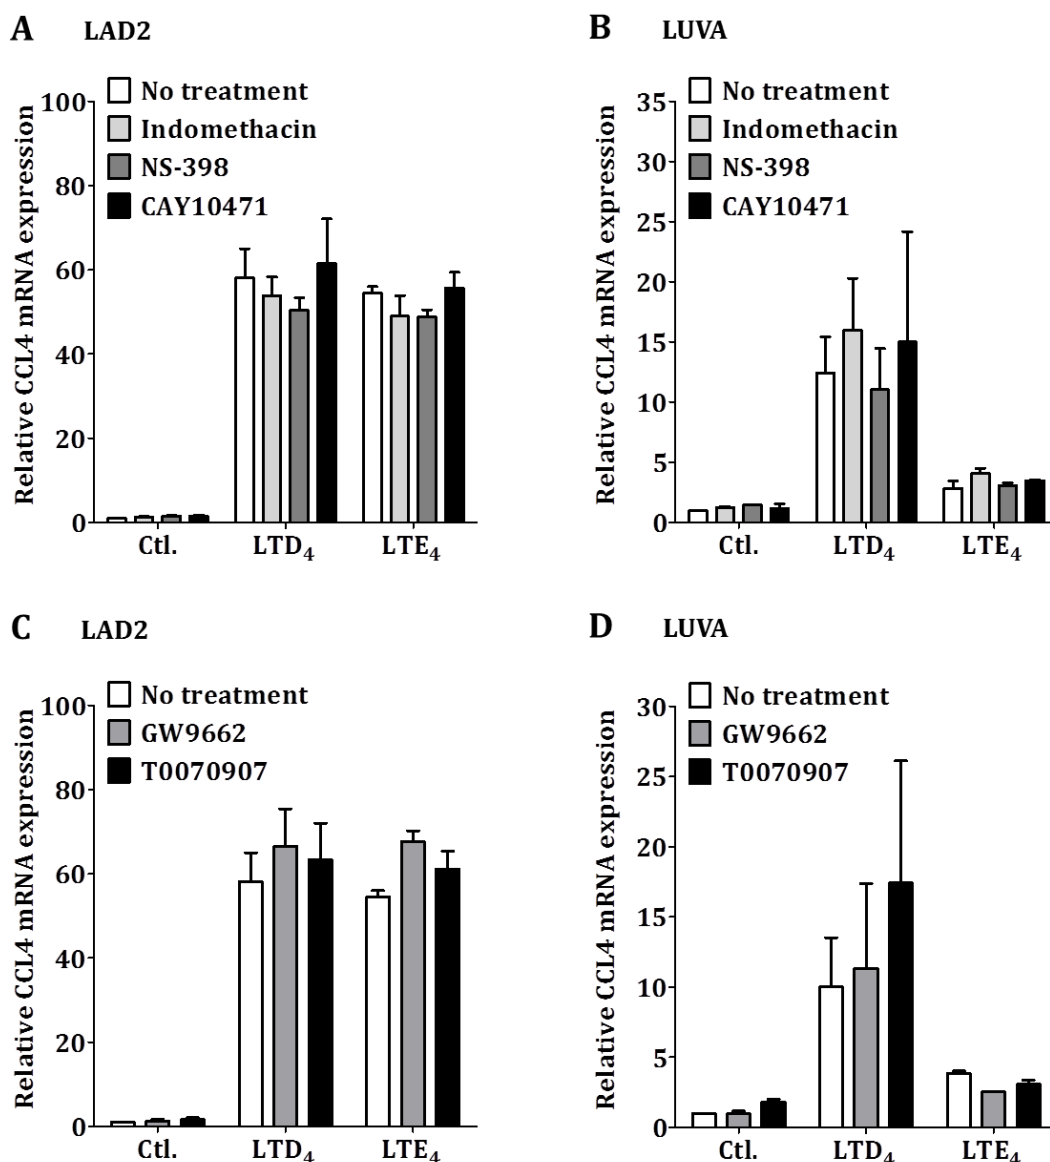 A LAD2
Relative CCL4 mRNA expression
100
80
60
40
20
0
No treatment
Indomethacin
NS-398
CAY10471
Ctl. LTD₄ LTE₄
B LUVA
Relative CCL4 mRNA expression
35
30
25
20
15
10
5
0
No treatment
Indomethacin
NS-398
CAY10471
Ctl. LTD₄ LTE₄
C LAD2
Relative CCL4 mRNA expression
100
80
60
40
20
0
No treatment
GW9662
T0070907
Ctl. LTD₄ LTE₄
D LUVA
Relative CCL4 mRNA expression
30
25
20
15
10
5
0
No treatment
GW9662
T0070907
Ctl. LTD₄ LTE₄